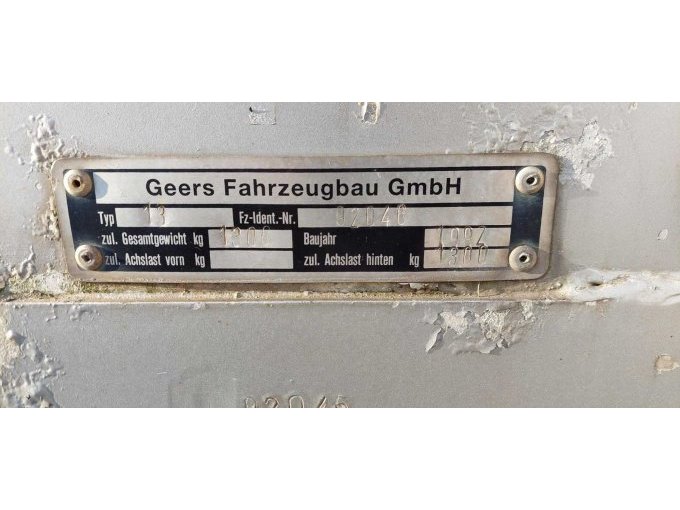 Geers Fahrzeugbau GmbH
Typ 13 Fz-Ident.-Nr. 92046
zul. Gesamtgewicht kg 1300 Baujahr
zul. Achslast vorn kg zul. Achslast hinten kg 1300